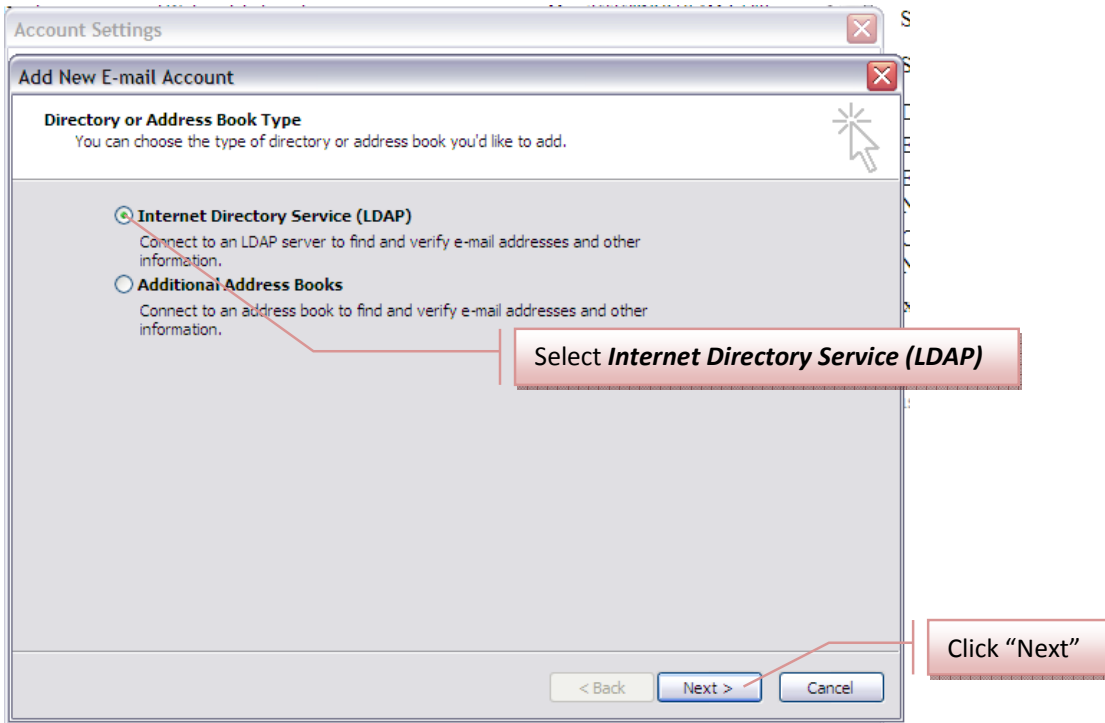 Account Settings
Add New E-mail Account
Directory or Address Book Type
You can choose the type of directory or address book you'd like to add.
Internet Directory Service (LDAP)
Connect to an LDAP server to find and verify e-mail addresses and other
information.
Additional Address Books
Connect to an address book to find and verify e-mail addresses and other
information.
Select Internet Directory Service (LDAP)
Click “Next”
< Back
Next >
Cancel